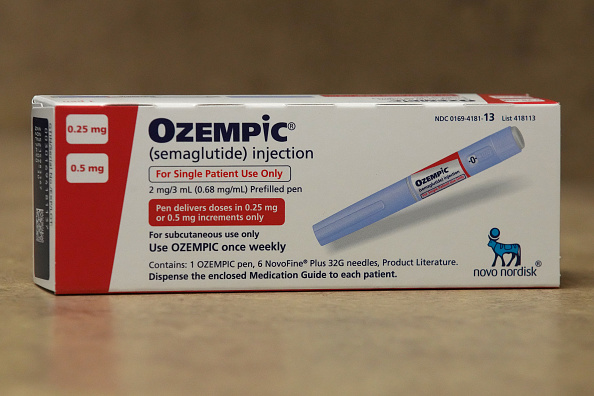 0.25 mg
0.5 mg
OZEMPIC®
(semaglutide) injection
For Single Patient Use Only
2 mg/3 mL (0.68 mg/mL) Prefilled pen
Pen delivers doses in 0.25 mg
or 0.5 mg increments only
For subcutaneous use only
Use OZEMPIC once weekly
Contains: 1 OZEMPIC pen, 6 NovoFine® Plus 32G needles, Product Literature.
Dispense the enclosed Medication Guide to each patient.
NDC 0169-4181-13 List 418113
OZEMPIC®
(semaglutide) injection
novo nordisk®